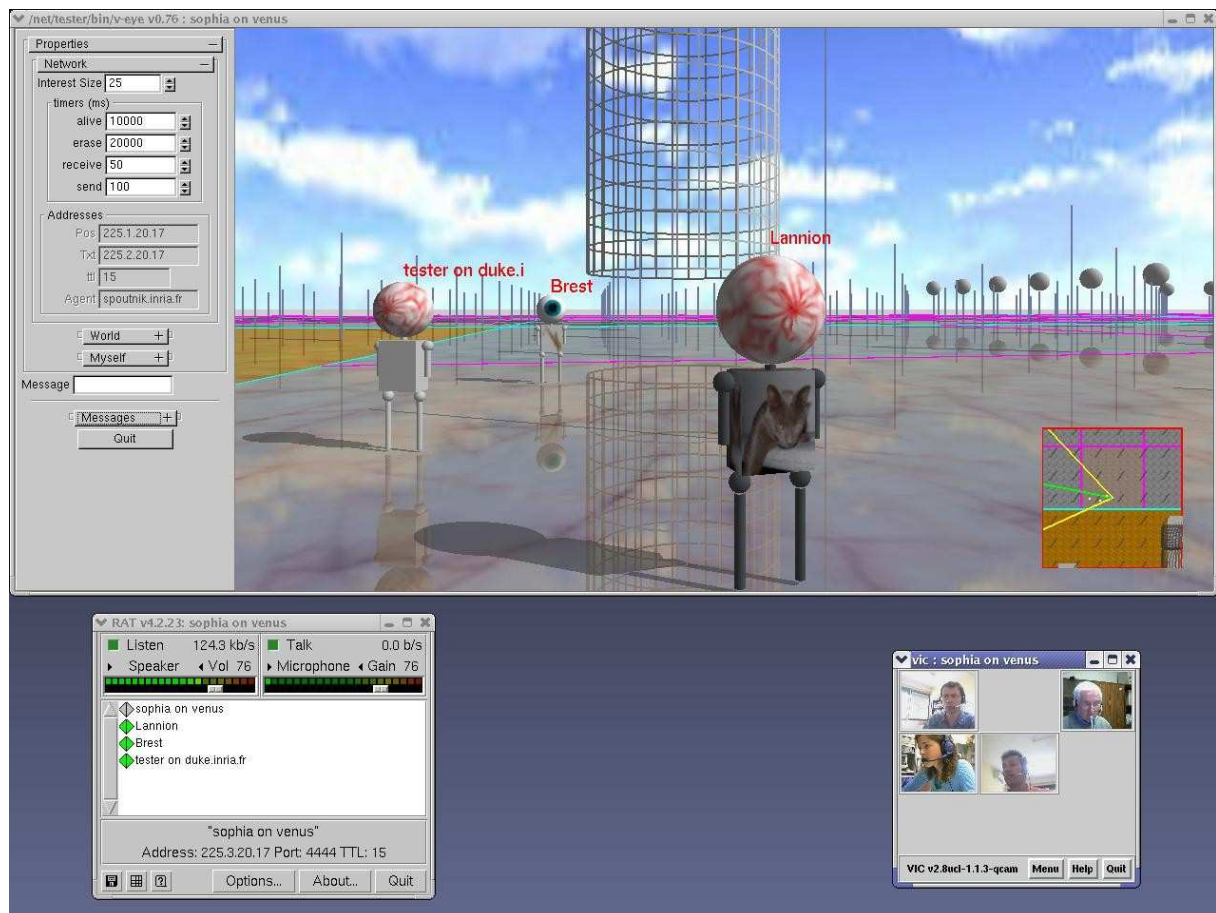 /net/tester/bin/v-eye v0.76 : sophia on venus
Properties
Network
Interest Size 25
timers (ms)
alive 10000
erase 20000
receive 50
send 100
Addresses
Pos 225.1.20.17
Txt 225.2.20.17
ttl 15
Agent spoutnik.inria.fr
World +
Myself +
Message
Messages +
Quit
Lannion
tester on duke.i
Brest
RAT v4.2.23: sophia on venus
Listen 124.3 kb/s Talk 0.0 b/s
Speaker Vol 76 Microphone Gain 76
sophia on venus
Lannion
Brest
tester on duke.inria.fr
"sophia on venus"
Address: 225.3.20.17 Port: 4444 TTL: 15
Options... About... Quit
vic : sophia on venus
VIC v2.8ucl-1.1.3-qcam Menu Help Quit